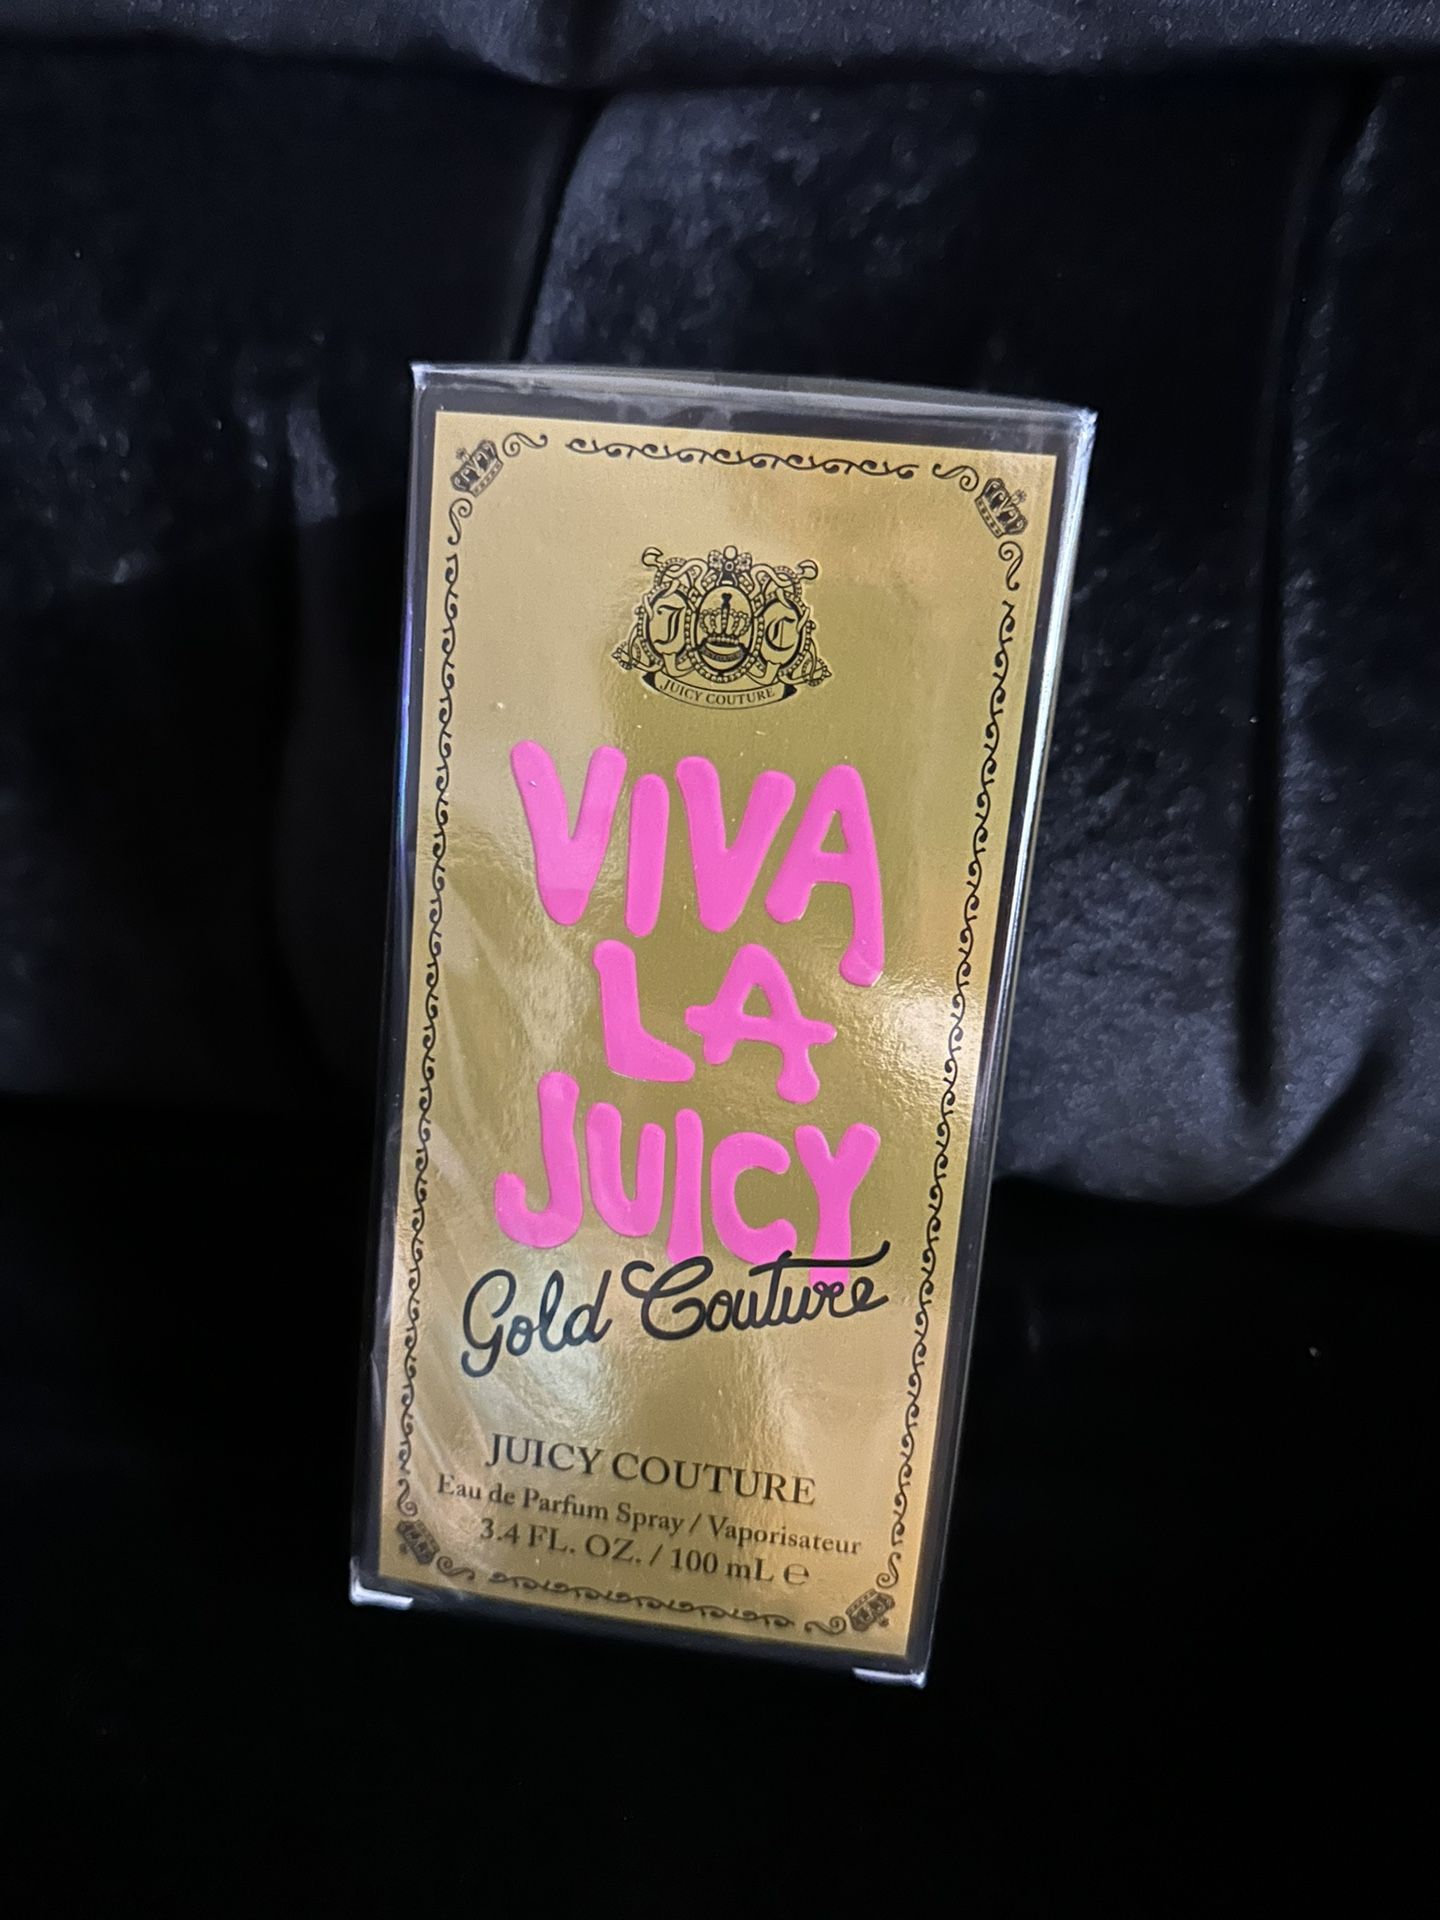 J C
JUICY COUTURE
VIVA
LA
JUICY
Gold Couture
JUICY COUTURE
Eau de Parfum Spray / Vaporisateur
3.4 FL. OZ. / 100 mL ℮